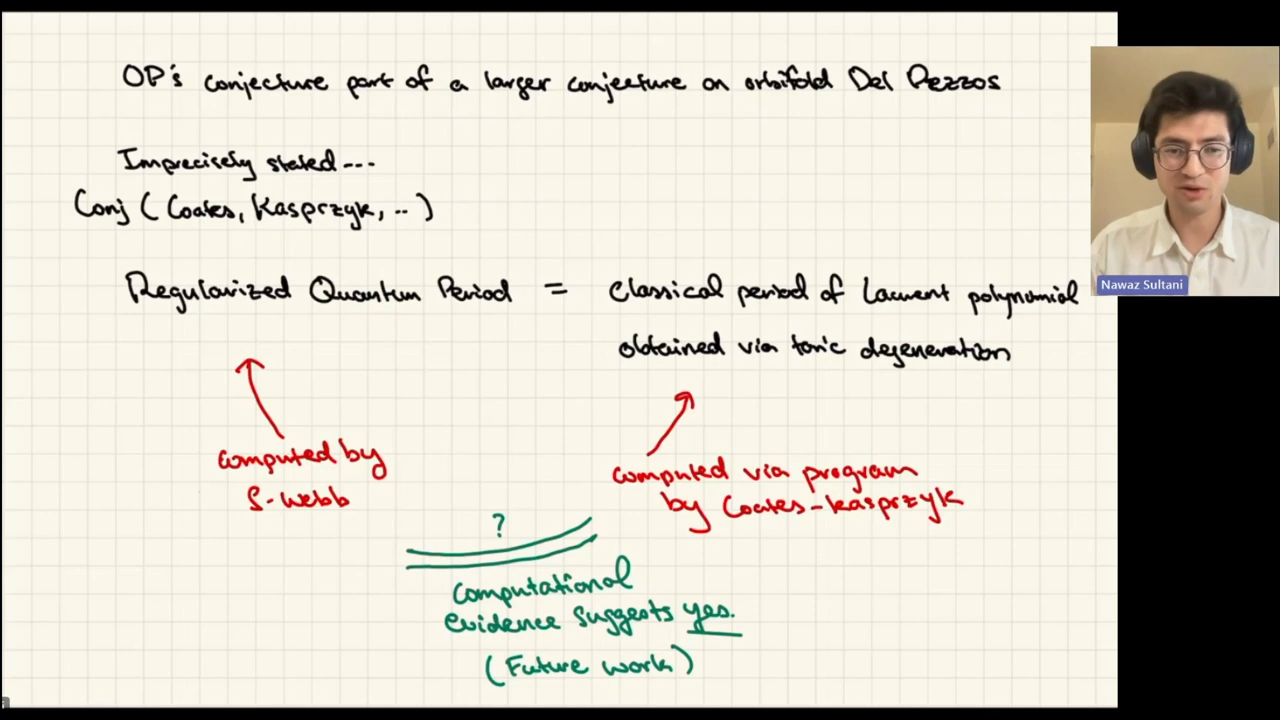 OP's conjecture part of a larger conjecture on orbifold Del Pezzos
Imprecisely stated---
Conj (Coates, Kasprzyk, ..)
Regularized Quantum Period = Classical period of Laurent polynomial
obtained via toric degeneration
computed by
S-Webb
computed via program
by Coates-Kasprzyk
?
Computational
evidence suggests yes.
(Future work)
Nawaz Sultani